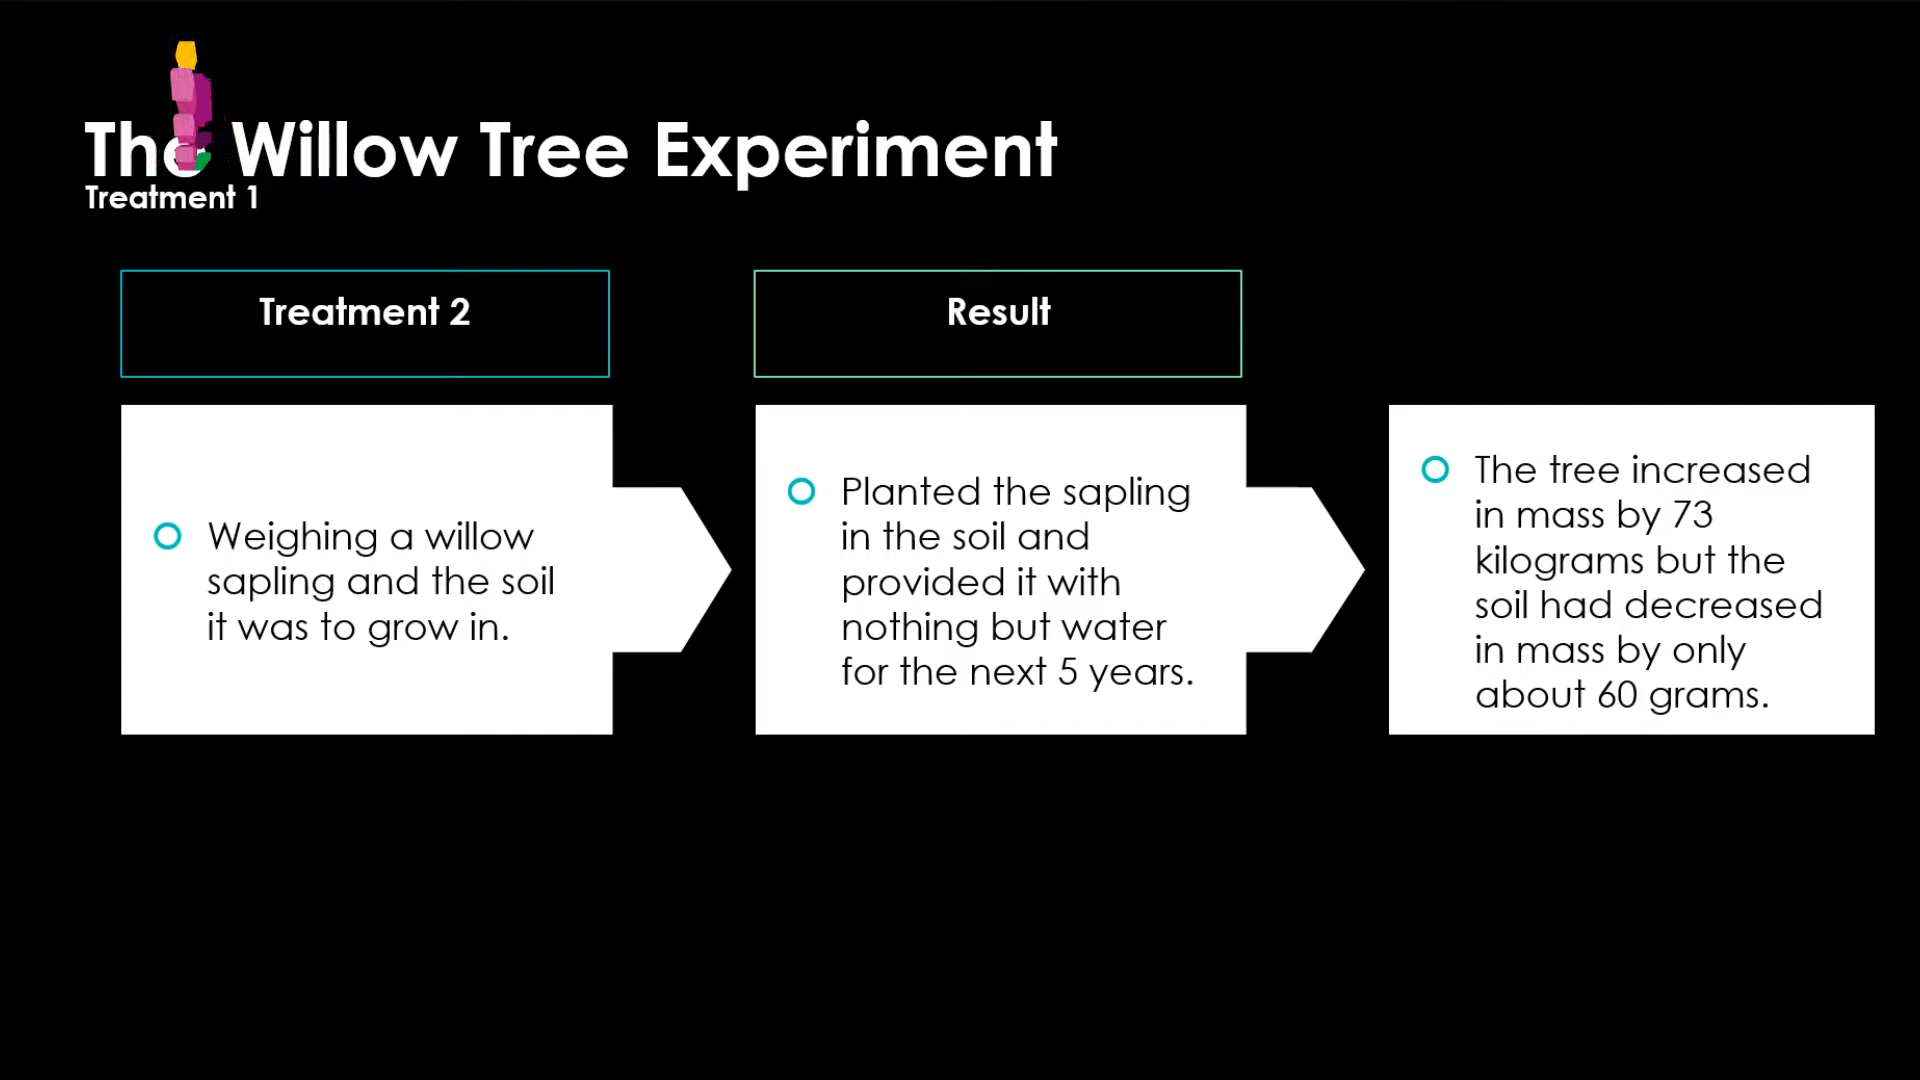 The Willow Tree Experiment
Treatment 1
Treatment 2
Result
Weighing a willow
sapling and the soil
it was to grow in.
Planted the sapling
in the soil and
provided it with
nothing but water
for the next 5 years.
The tree increased
in mass by 73
kilograms but the
soil had decreased
in mass by only
about 60 grams.